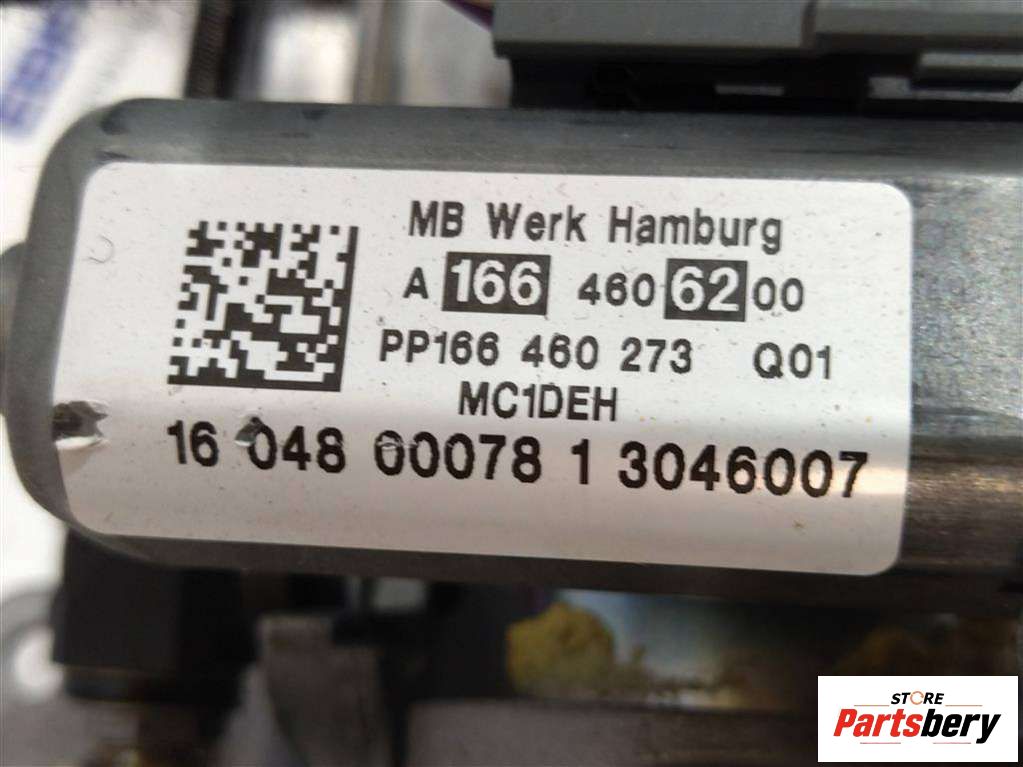 MB Werk Hamburg
A 166 460 62 00
PP166 460 273 Q01
MC1DEH
16 048 00078 1 3046007
STORE
Partsbery